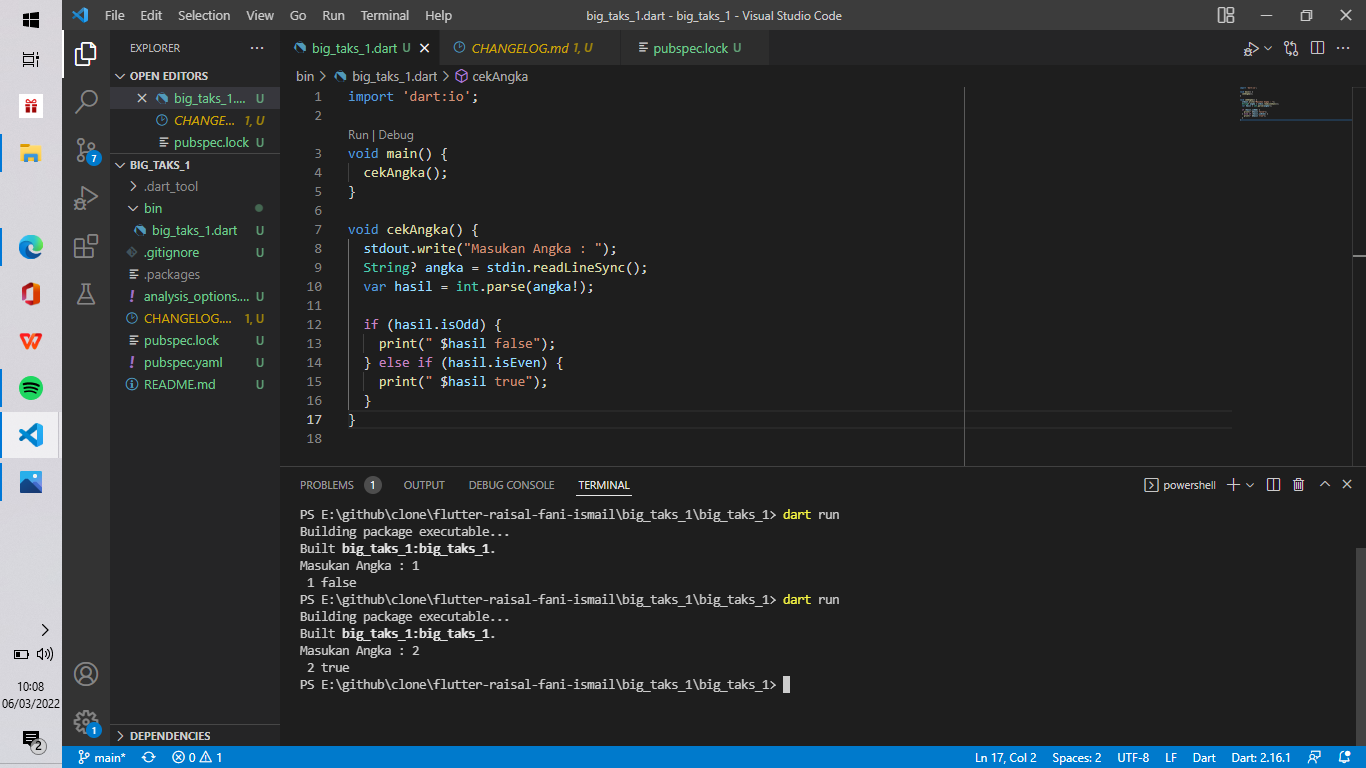 File Edit Selection View Go Run Terminal Help
big_taks_1.dart - big_taks_1 - Visual Studio Code
EXPLORER
OPEN EDITORS
big_taks_1.... U
CHANGE... 1, U
pubspec.lock U
BIG_TAKS_1
.dart_tool
bin
big_taks_1.dart U
.gitignore U
.packages
analysis_options.... U
CHANGELOG.... 1, U
pubspec.lock U
pubspec.yaml U
README.md U
DEPENDENCIES
7
1
big_taks_1.dart U
CHANGELOG.md 1, U
pubspec.lock U
bin > big_taks_1.dart > cekAngka
1 import 'dart:io';
2
Run | Debug
3 void main() {
4 cekAngka();
5 }
6
7 void cekAngka() {
8 stdout.write("Masukan Angka : ");
9 String? angka = stdin.readLineSync();
10 var hasil = int.parse(angka!);
11
12 if (hasil.isOdd) {
13 print(" $hasil false");
14 } else if (hasil.isEven) {
15 print(" $hasil true");
16 }
17 }
18
PROBLEMS 1 OUTPUT DEBUG CONSOLE TERMINAL
powershell
PS E:\github\clone\flutter-raisal-fani-ismail\big_taks_1\big_taks_1> dart run
Building package executable...
Built big_taks_1:big_taks_1.
Masukan Angka : 1
1 false
PS E:\github\clone\flutter-raisal-fani-ismail\big_taks_1\big_taks_1> dart run
Building package executable...
Built big_taks_1:big_taks_1.
Masukan Angka : 2
2 true
PS E:\github\clone\flutter-raisal-fani-ismail\big_taks_1\big_taks_1>
10:08
06/03/2022
2
main* 0 1 Ln 17, Col 2 Spaces: 2 UTF-8 LF Dart Dart: 2.16.1